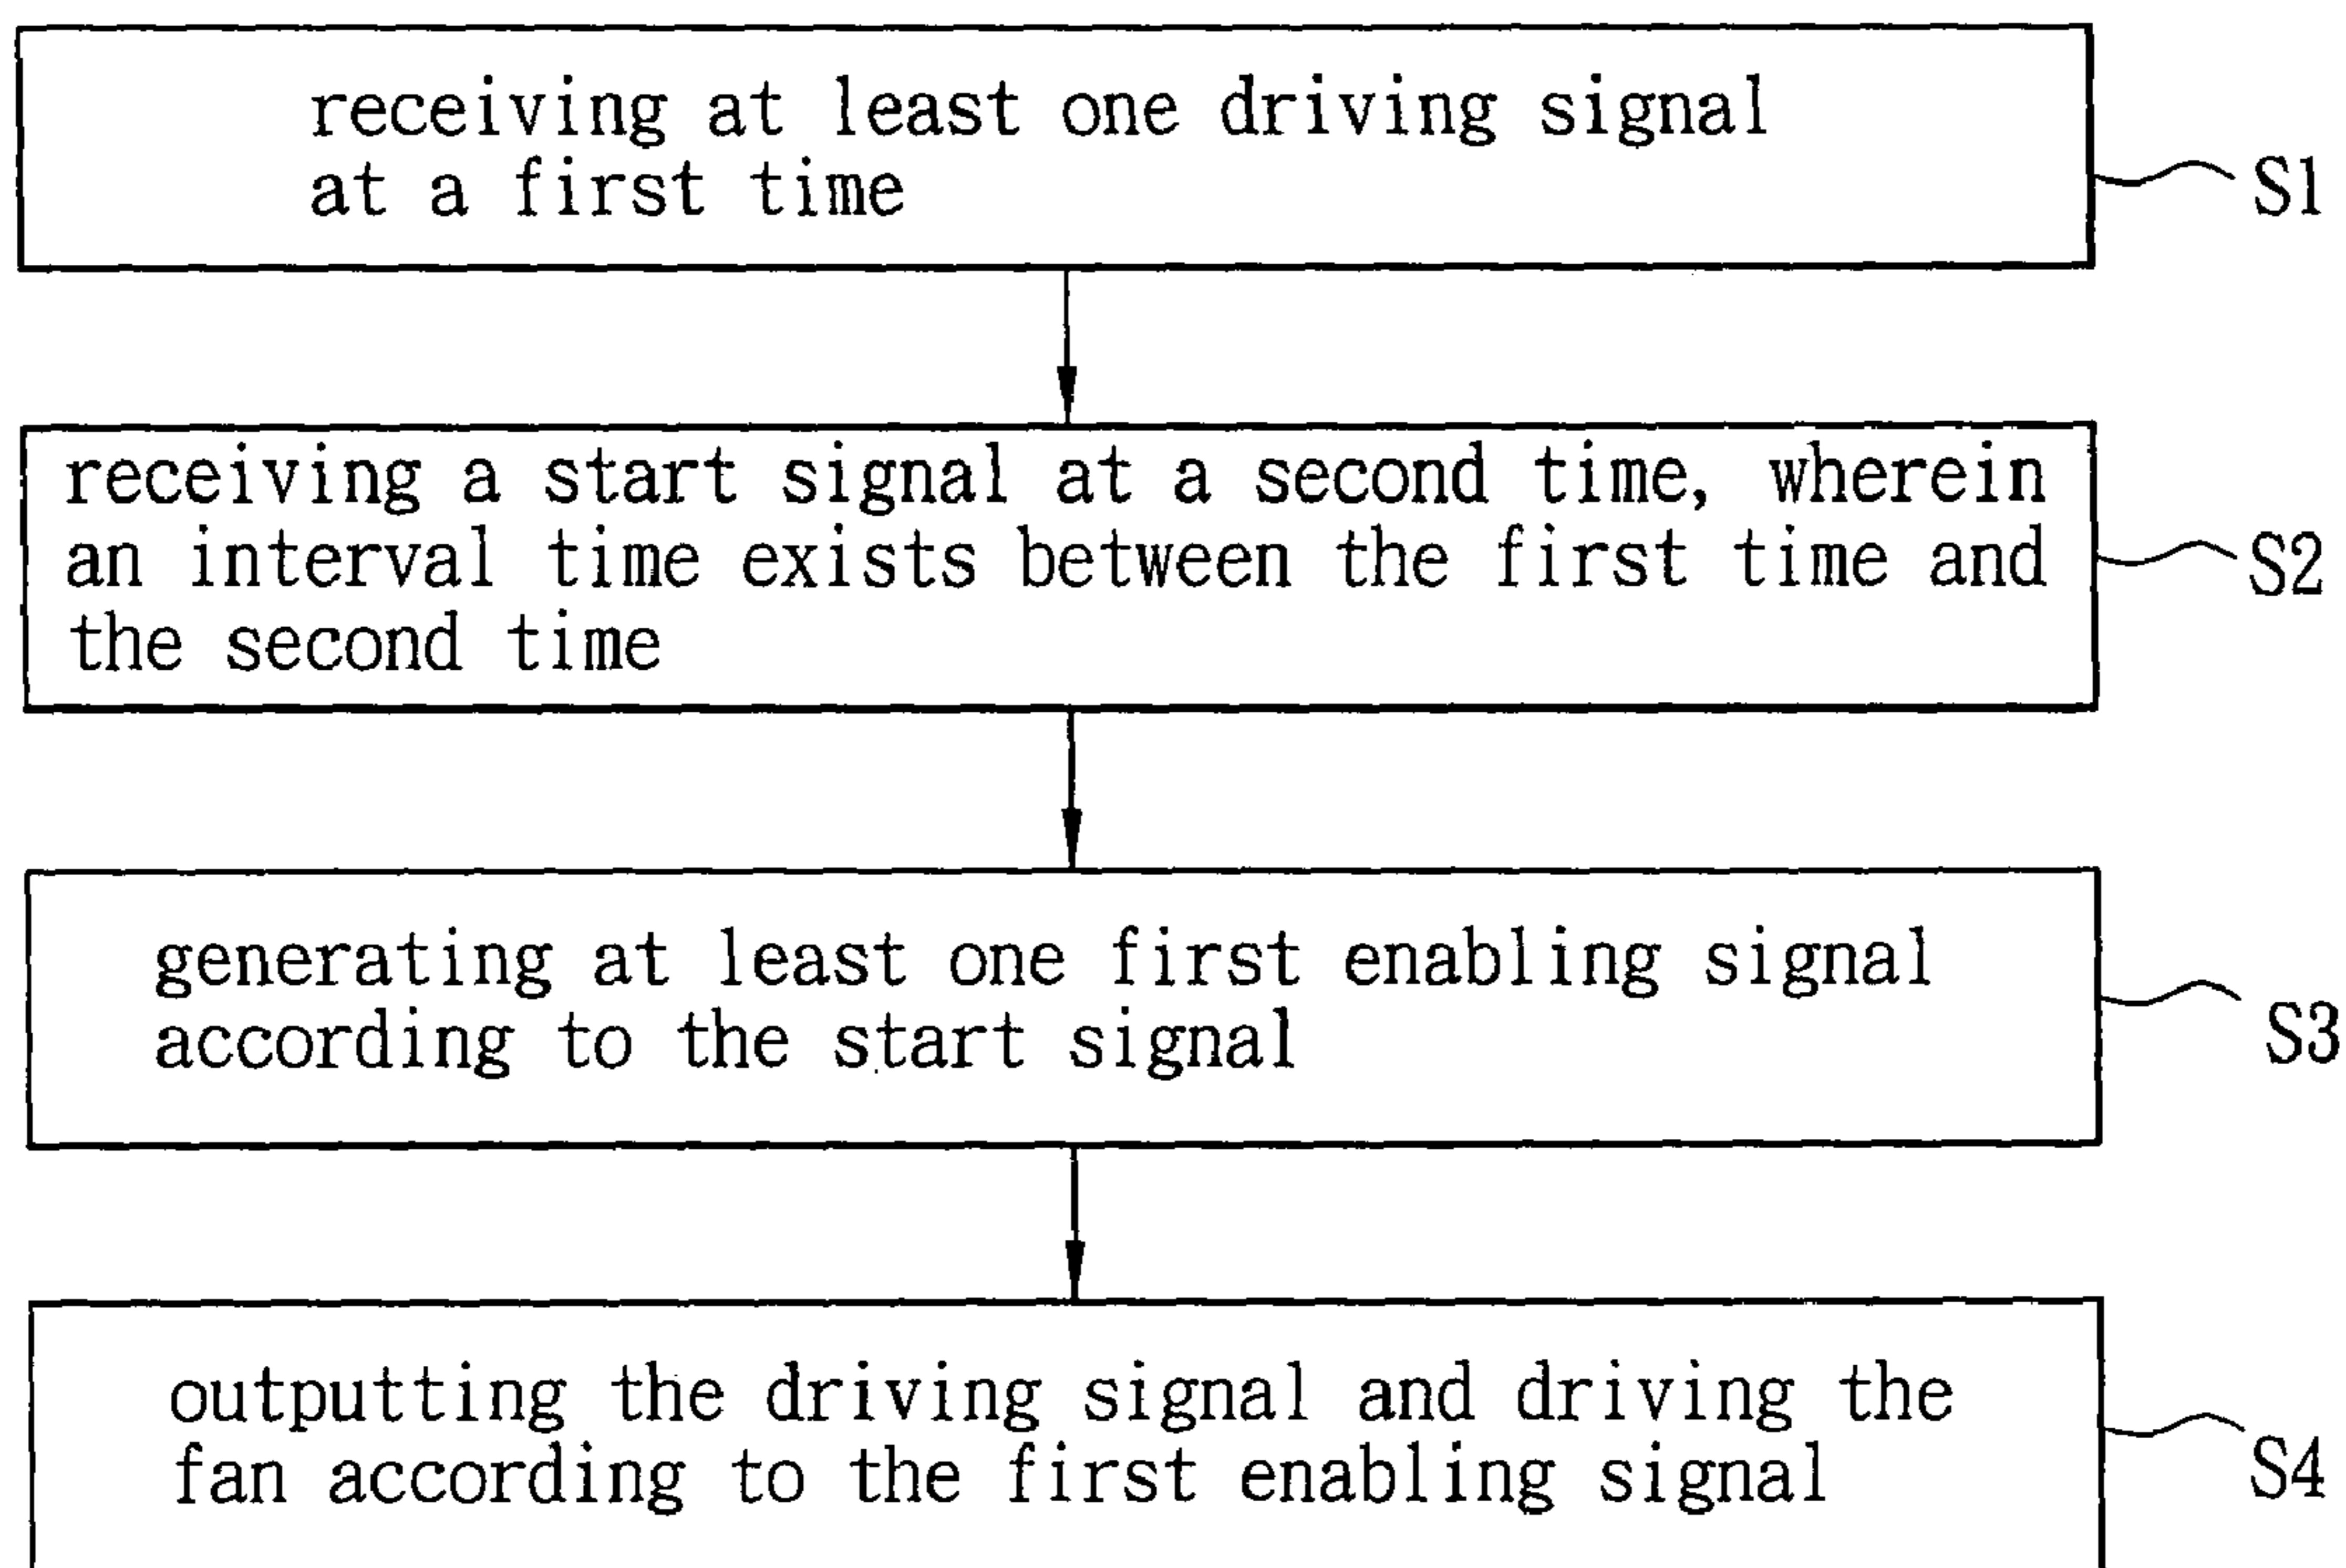 receiving at least one driving signal
at a first time
S1
receiving a start signal at a second time, wherein
an interval time exists between the first time and
the second time
S2
generating at least one first enabling signal
according to the start signal
S3
outputting the driving signal and driving the
fan according to the first enabling signal
S4